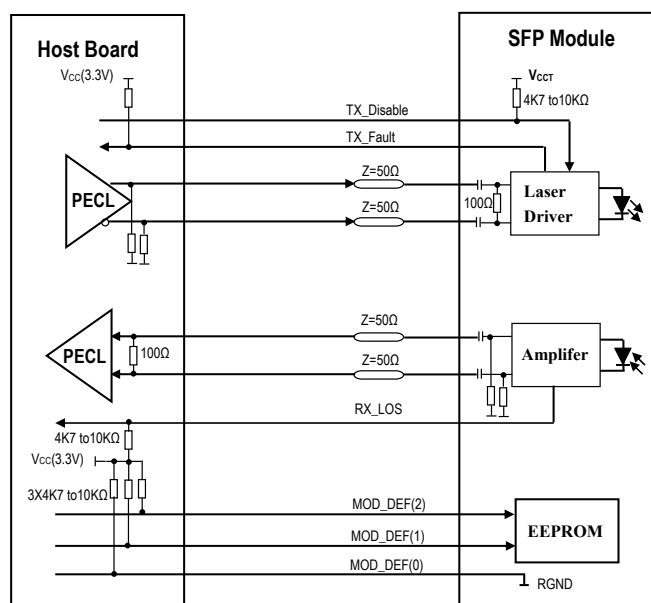 Host Board
SFP Module
Vcc(3.3V)
VCCT
4K7 to10KΩ
TX_Disable
TX_Fault
Z=50Ω
PECL
100Ω
Laser
Driver
Z=50Ω
Z=50Ω
PECL
100Ω
Z=50Ω
Amplifer
RX_LOS
4K7 to10KΩ
Vcc(3.3V)
3X4K7 to10KΩ
MOD_DEF(2)
MOD_DEF(1)
EEPROM
MOD_DEF(0)
RGND